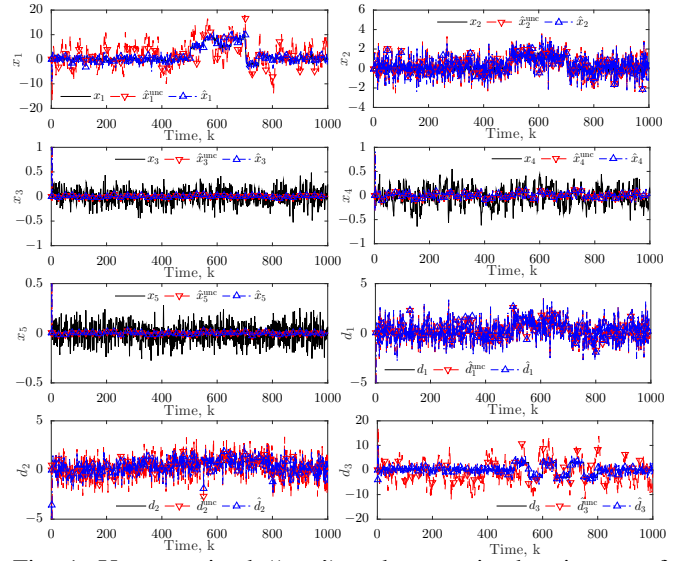 20
10
0
−10
−20
x₁
x₁ x̂₁ᵘⁿᶜ x̂₁
0 200 400 600 800 1000
Time, k
6
4
2
0
−2
−4
x₂
x₂ x̂₂ᵘⁿᶜ x̂₂
0 200 400 600 800 1000
Time, k
1
0.5
0
−0.5
−1
x₃
x₃ x̂₃ᵘⁿᶜ x̂₃
0 200 400 600 800 1000
Time, k
1
0.5
0
−0.5
−1
x₄
x₄ x̂₄ᵘⁿᶜ x̂₄
0 200 400 600 800 1000
Time, k
0.5
0
−0.5
x₅
x₅ x̂₅ᵘⁿᶜ x̂₅
0 200 400 600 800 1000
Time, k
5
0
−5
d₁
d₁ d̂₁ᵘⁿᶜ d̂₁
0 200 400 600 800 1000
Time, k
5
0
−5
d₂
d₂ d̂₂ᵘⁿᶜ d̂₂
0 200 400 600 800 1000
Time, k
20
10
0
−10
−20
d₃
d₃ d̂₃ᵘⁿᶜ d̂₃
0 200 400 600 800 1000
Time, k